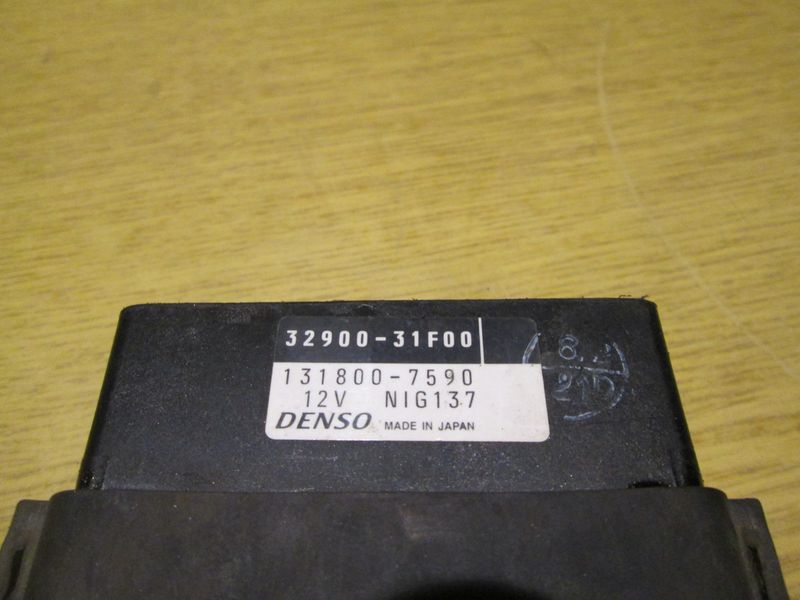 32900-31F00
131800-7590
12V NIG137
DENSO MADE IN JAPAN